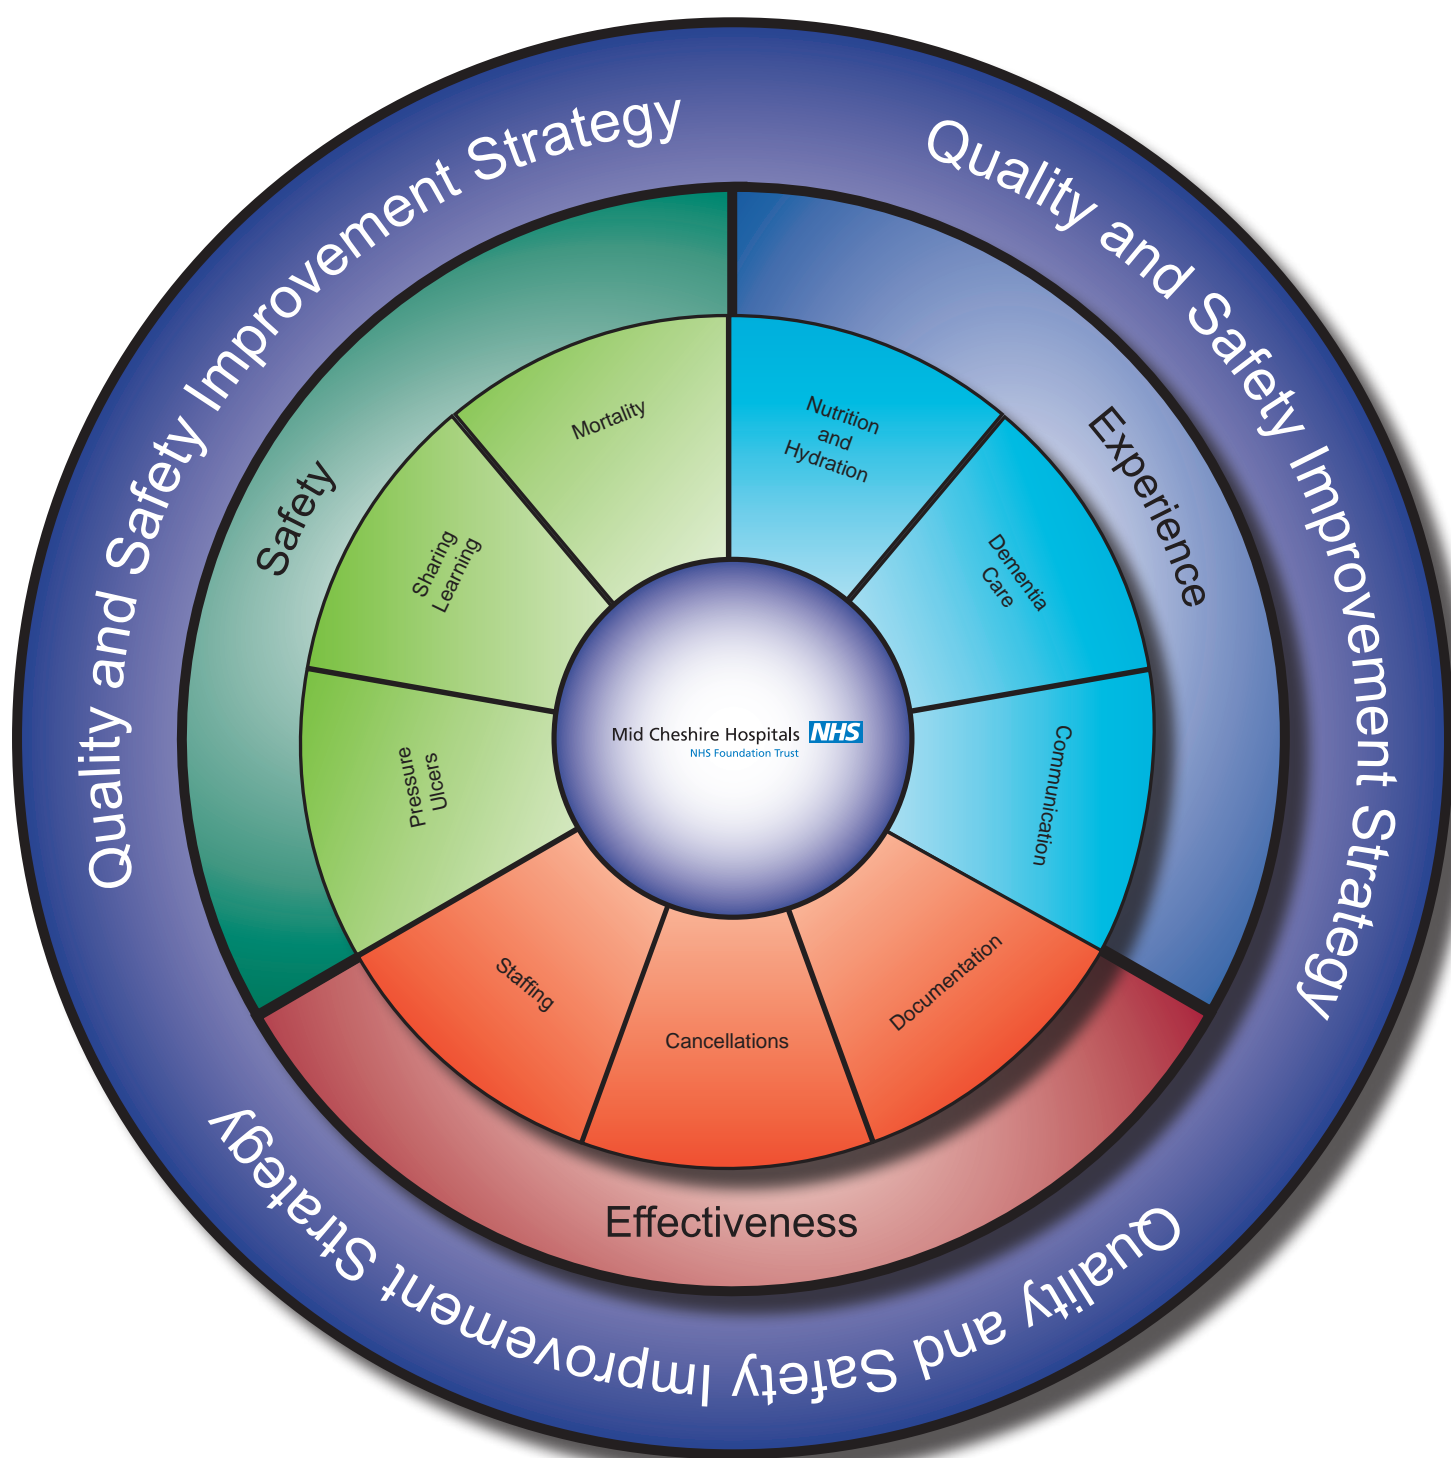 Quality and Safety Improvement Strategy
Quality and Safety Improvement Strategy
Quality and Safety Improvement Strategy
Safety
Experience
Effectiveness
Mortality
Sharing
Learning
Pressure
Ulcers
Nutrition
and
Hydration
Dementia
Care
Communication
Documentation
Cancellations
Staffing
Mid Cheshire Hospitals NHS
NHS Foundation Trust